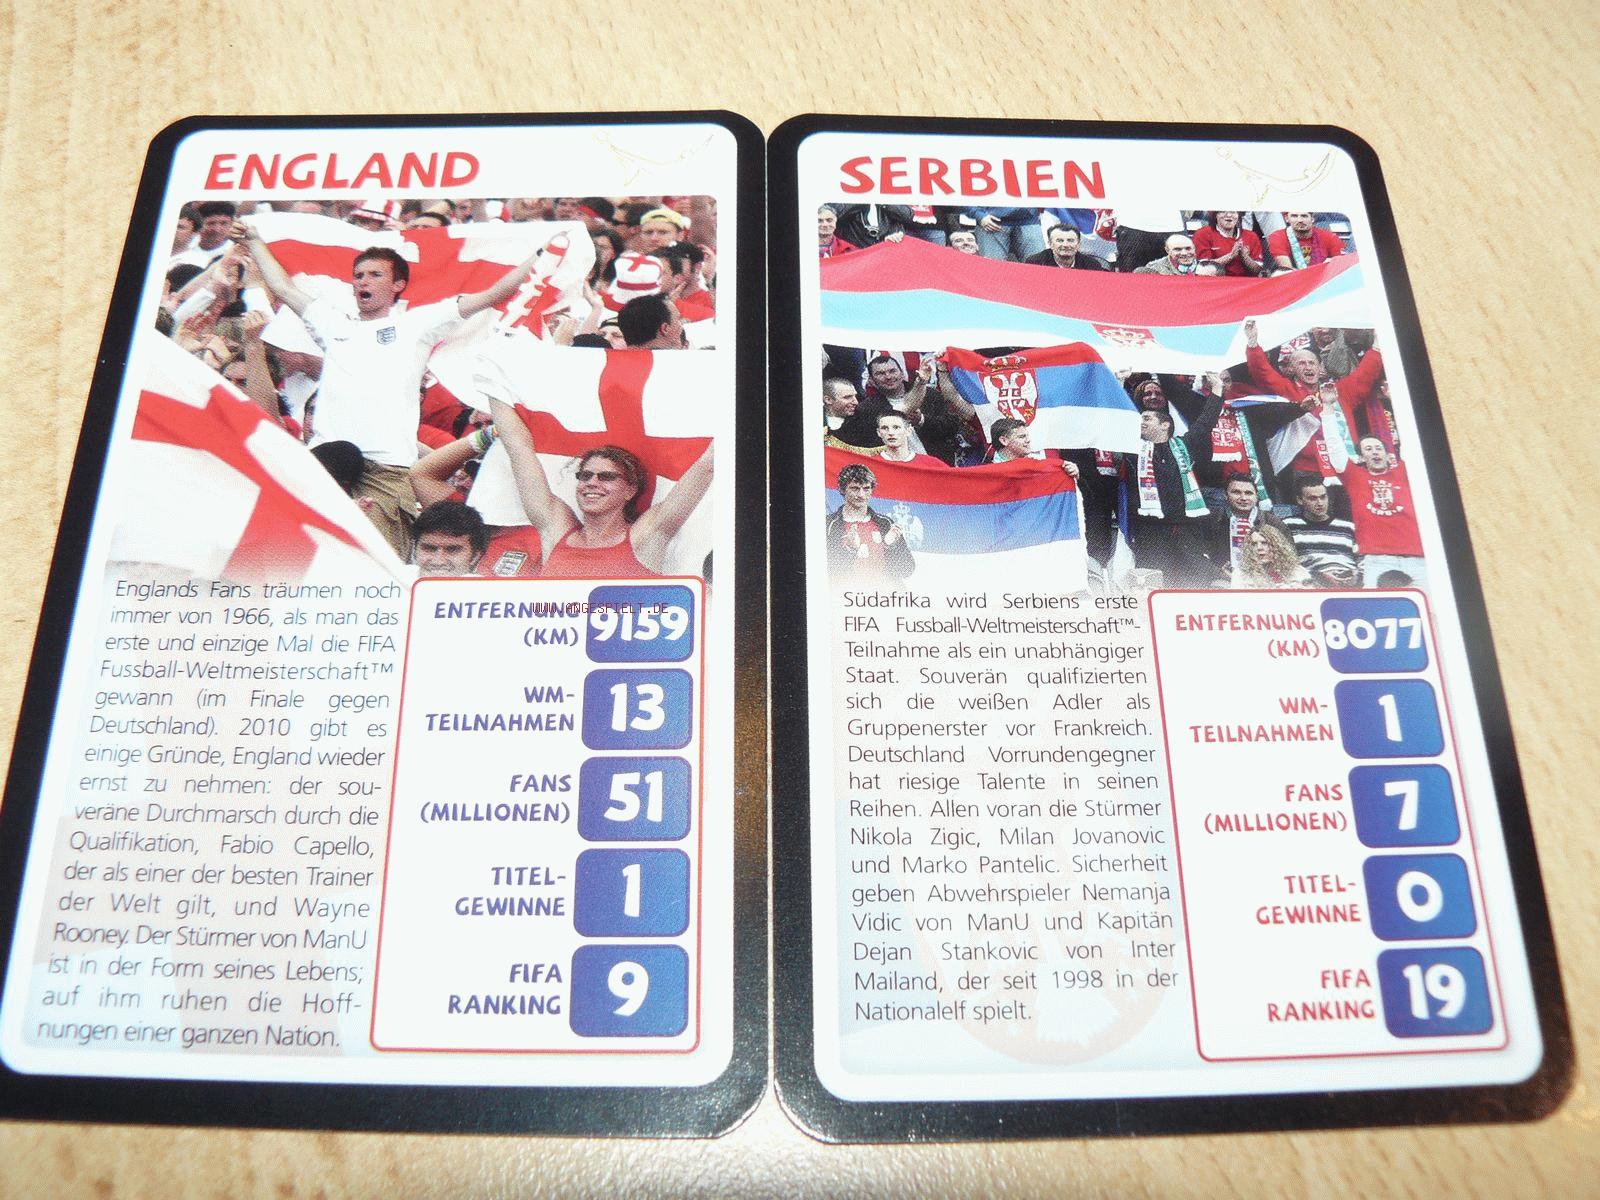 ENGLAND
Englands Fans träumen noch
immer von 1966, als man das
erste und einzige Mal die FIFA
Fussball-Weltmeisterschaft™
gewann (im Finale gegen
Deutschland). 2010 gibt es
einige Gründe, England wieder
ernst zu nehmen: der sou-
veräne Durchmarsch durch die
Qualifikation, Fabio Capello,
der als einer der besten Trainer
der Welt gilt, und Wayne
Rooney. Der Stürmer von ManU
ist in der Form seines Lebens;
auf ihm ruhen die Hoff-
nungen einer ganzen Nation.
ENTFERNUNG
(KM) 9159
WWW.ANGESPIELT.DE
WM-
TEILNAHMEN 13
FANS
(MILLIONEN) 51
TITEL-
GEWINNE 1
FIFA
RANKING 9
SERBIEN
Südafrika wird Serbiens erste
FIFA Fussball-Weltmeisterschaft™-
Teilnahme als ein unabhängiger
Staat. Souverän qualifizierten
sich die weißen Adler als
Gruppenerster vor Frankreich.
Deutschland Vorrundengegner
hat riesige Talente in seinen
Reihen. Allen voran die Stürmer
Nikola Zigic, Milan Jovanovic
und Marko Pantelic. Sicherheit
geben Abwehrspieler Nemanja
Vidic von ManU und Kapitän
Dejan Stankovic von Inter
Mailand, der seit 1998 in der
Nationalelf spielt.
ENTFERNUNG
(KM) 8077
WM-
TEILNAHMEN 1
FANS
(MILLIONEN) 7
TITEL-
GEWINNE 0
FIFA
RANKING 19